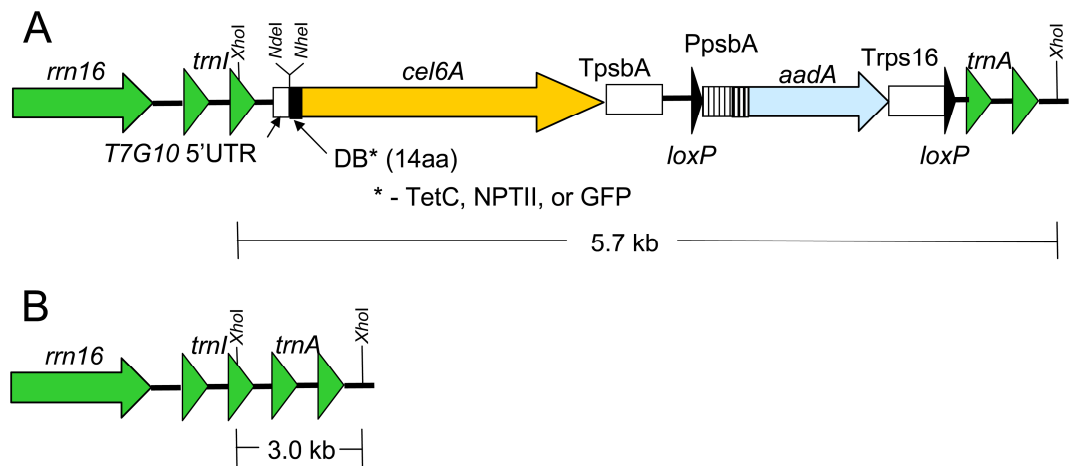 A
rrn16
trnI
XhoI
NdeI
NheI
cel6A
TpsbA
PpsbA
aadA
Trps16
trnA
XhoI
T7G10 5’UTR
DB* (14aa)
loxP
loxP
* - TetC, NPTII, or GFP
5.7 kb
B
rrn16
trnI
XhoI
trnA
XhoI
3.0 kb